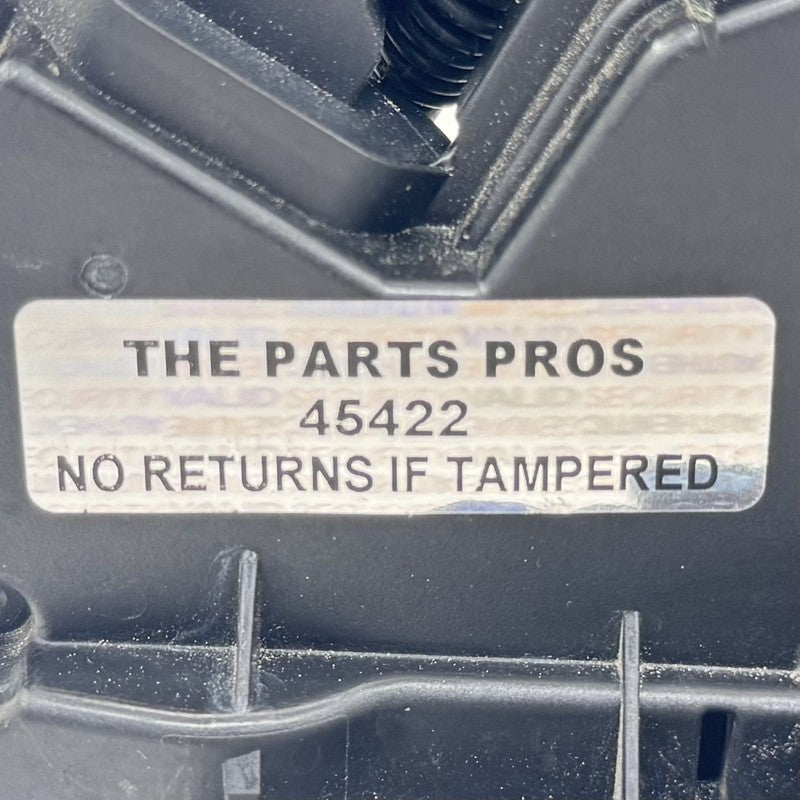 THE PARTS PROS
45422
NO RETURNS IF TAMPERED